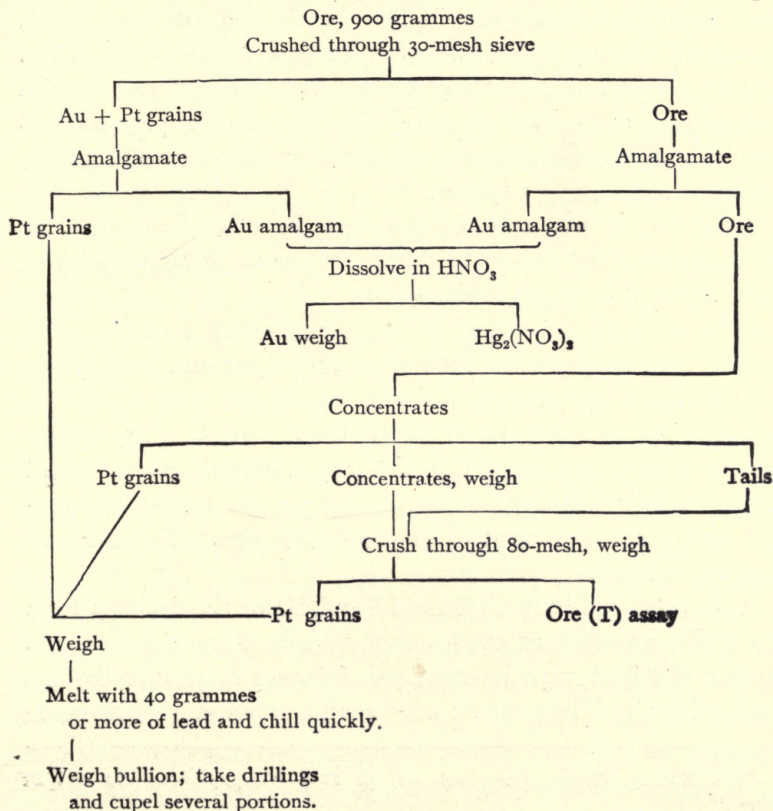 Ore, 900 grammes
Crushed through 30-mesh sieve
Au + Pt grains Ore
Amalgamate Amalgamate
Pt grains Au amalgam Au amalgam Ore
Dissolve in HNO₃
Au weigh Hg₂(NO₃)₂
Concentrates
Pt grains Concentrates, weigh Tails
Crush through 80-mesh, weigh
Pt grains Ore (T) assay
Weigh
Melt with 40 grammes
or more of lead and chill quickly.
Weigh bullion; take drillings
and cupel several portions.